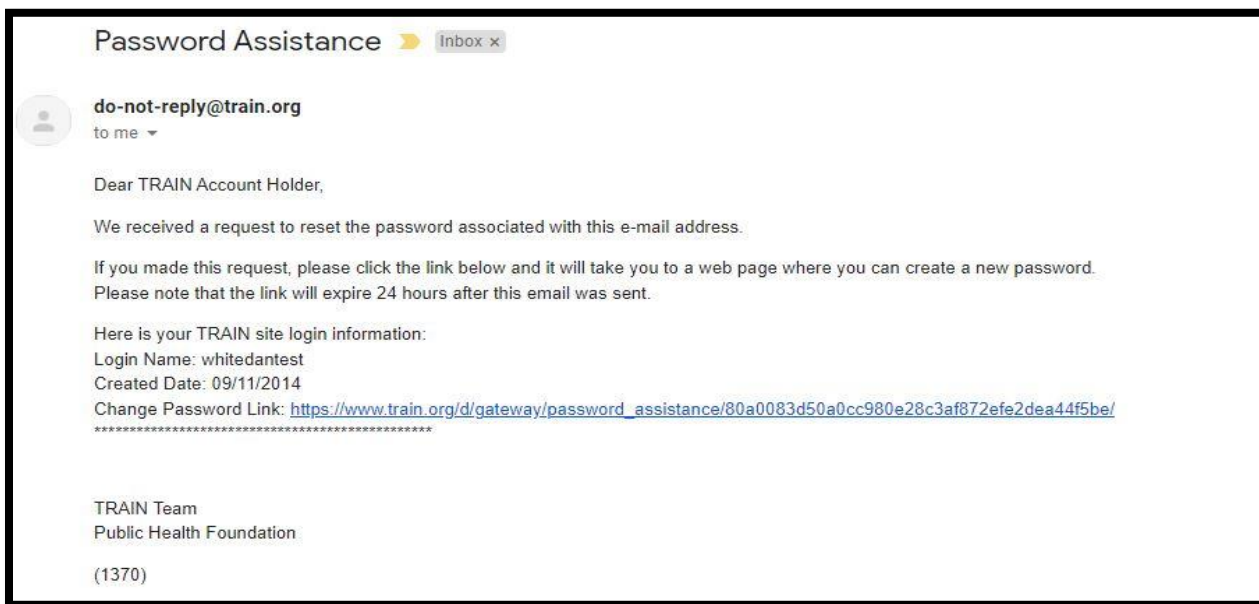 Password Assistance Inbox x
do-not-reply@train.org
to me
Dear TRAIN Account Holder,
We received a request to reset the password associated with this e-mail address.
If you made this request, please click the link below and it will take you to a web page where you can create a new password.
Please note that the link will expire 24 hours after this email was sent.
Here is your TRAIN site login information:
Login Name: whitedantest
Created Date: 09/11/2014
Change Password Link: https://www.train.org/d/gateway/password_assistance/80a0083d50a0cc980e28c3af872efe2dea44f5be/
************************************************
TRAIN Team
Public Health Foundation
(1370)